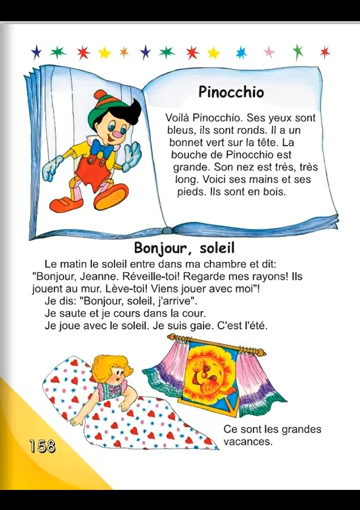 Pinocchio
Voilà Pinocchio. Ses yeux sont
bleus, ils sont ronds. Il a un
bonnet vert sur la tête. La
bouche de Pinocchio est
grande. Son nez est très, très
long. Voici ses mains et ses
pieds. Ils sont en bois.
Bonjour, soleil
Le matin le soleil entre dans ma chambre et dit:
"Bonjour, Jeanne. Réveille-toi! Regarde mes rayons! Ils
jouent au mur. Lève-toi! Viens jouer avec moi"!
Je dis: "Bonjour, soleil, j'arrive".
Je saute et je cours dans la cour.
Je joue avec le soleil. Je suis gaie. C'est l'été.
Ce sont les grandes
vacances.
158